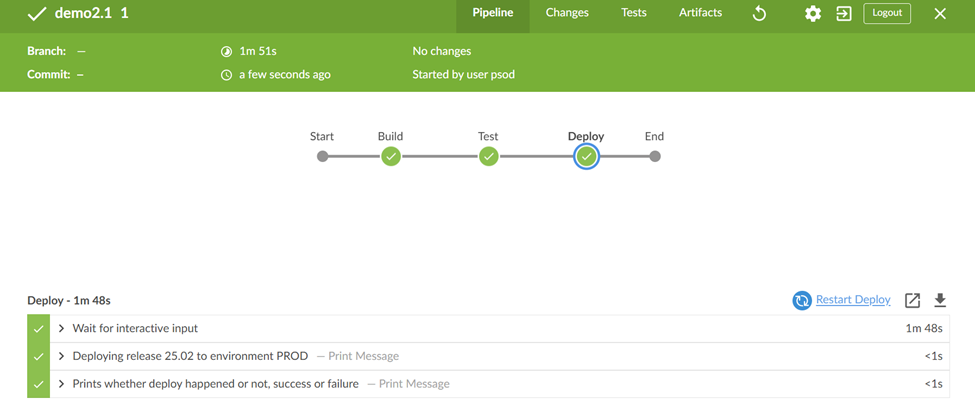 demo2.1 1 Pipeline Changes Tests Artifacts Logout
Branch: — 1m 51s No changes
Commit: – a few seconds ago Started by user psod
Start Build Test Deploy End
Deploy - 1m 48s Restart Deploy
Wait for interactive input 1m 48s
Deploying release 25.02 to environment PROD — Print Message <1s
Prints whether deploy happened or not, success or failure — Print Message <1s